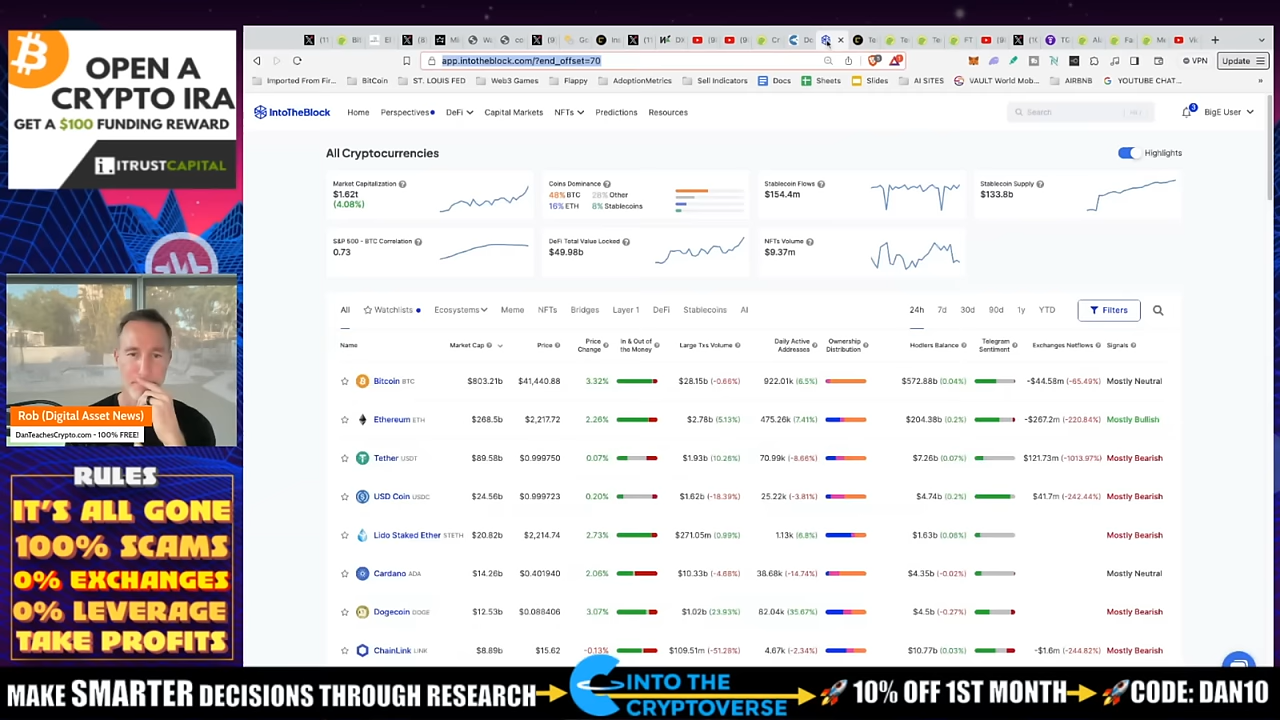 OPEN A
CRYPTO IRA
GET A $100 FUNDING REWARD
iTRUSTCAPITAL
Rob (Digital Asset News)
DanTeachesCrypto.com - 100% FREE!
RULES
IT'S ALL GONE
100% SCAMS
0% EXCHANGES
0% LEVERAGE
TAKE PROFITS
app.intotheblock.com/?end_offset=70
VPN
Update
Imported From Fir...
BitCoin
ST. LOUIS FED
Web3 Games
Flappy
AdoptionMetrics
Sell Indicators
Docs
Sheets
Slides
AI SITES
VAULT World Mob...
AIRBNB
YOUTUBE CHAT...
IntoTheBlock
Home
Perspectives
DeFi
Capital Markets
NFTs
Predictions
Resources
Search
3
BigE User
All Cryptocurrencies
Highlights
Market Capitalization
$1.62t
(4.08%)
Coins Dominance
48% BTC 28% Other
16% ETH 8% Stablecoins
Stablecoin Flows
$154.4m
Stablecoin Supply
$133.8b
S&P 500 - BTC Correlation
0.73
DeFi Total Value Locked
$49.98b
NFTs Volume
$9.37m
All Watchlists Ecosystems Meme NFTs Bridges Layer 1 DeFi Stablecoins AI
24h 7d 30d 90d 1y YTD Filters
Name Market Cap Price Price Change In & Out of the Money Large Txs Volume Daily Active Addresses Ownership Distribution Hodlers Balance Telegram Sentiment Exchanges Netflows Signals
Bitcoin BTC $803.21b $41,440.88 3.32% $28.15b (-0.66%) 922.01k (6.5%) $572.88b (0.04%) -$44.58m (-65.49%) Mostly Neutral
Ethereum ETH $268.5b $2,217.72 2.26% $2.78b (5.13%) 475.26k (7.41%) $204.38b (0.2%) -$267.2m (-220.84%) Mostly Bullish
Tether USDT $89.58b $0.999750 0.07% $1.93b (10.26%) 70.99k (-8.66%) $7.26b (0.07%) $121.73m (-1013.97%) Mostly Bearish
USD Coin USDC $24.56b $0.999723 0.20% $1.62b (-18.39%) 25.22k (-3.81%) $4.74b (0.2%) $41.7m (-242.44%) Mostly Bearish
Lido Staked Ether STETH $20.82b $2,214.74 2.73% $271.05m (0.99%) 1.13k (6.8%) $1.63b (0.06%) Mostly Bearish
Cardano ADA $14.26b $0.401940 2.06% $10.33b (-4.68%) 38.68k (-14.74%) $4.35b (-0.02%) Mostly Neutral
Dogecoin DOGE $12.53b $0.088406 3.07% $1.02b (23.93%) 82.04k (35.67%) $4.5b (-0.27%) Mostly Bearish
ChainLink LINK $8.89b $15.62 -0.13% $109.51m (-51.28%) 4.67k (-2.34%) $10.77b (0.03%) -$1.6m (-244.82%) Mostly Bearish
MAKE SMARTER DECISIONS THROUGH RESEARCH
INTO THE
CRYPTOVERSE
10% OFF 1ST MONTH
CODE: DAN10